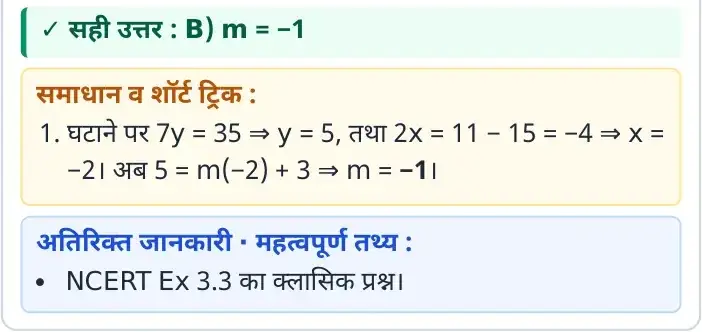 ✓ सही उत्तर : B) m = −1
समाधान व शॉर्ट ट्रिक :
1. घटाने पर 7y = 35 ⇒ y = 5, तथा 2x = 11 − 15 = −4 ⇒ x =
−2। अब 5 = m(−2) + 3 ⇒ m = −1।
अतिरिक्त जानकारी · महत्वपूर्ण तथ्य :
• NCERT Ex 3.3 का क्लासिक प्रश्न।